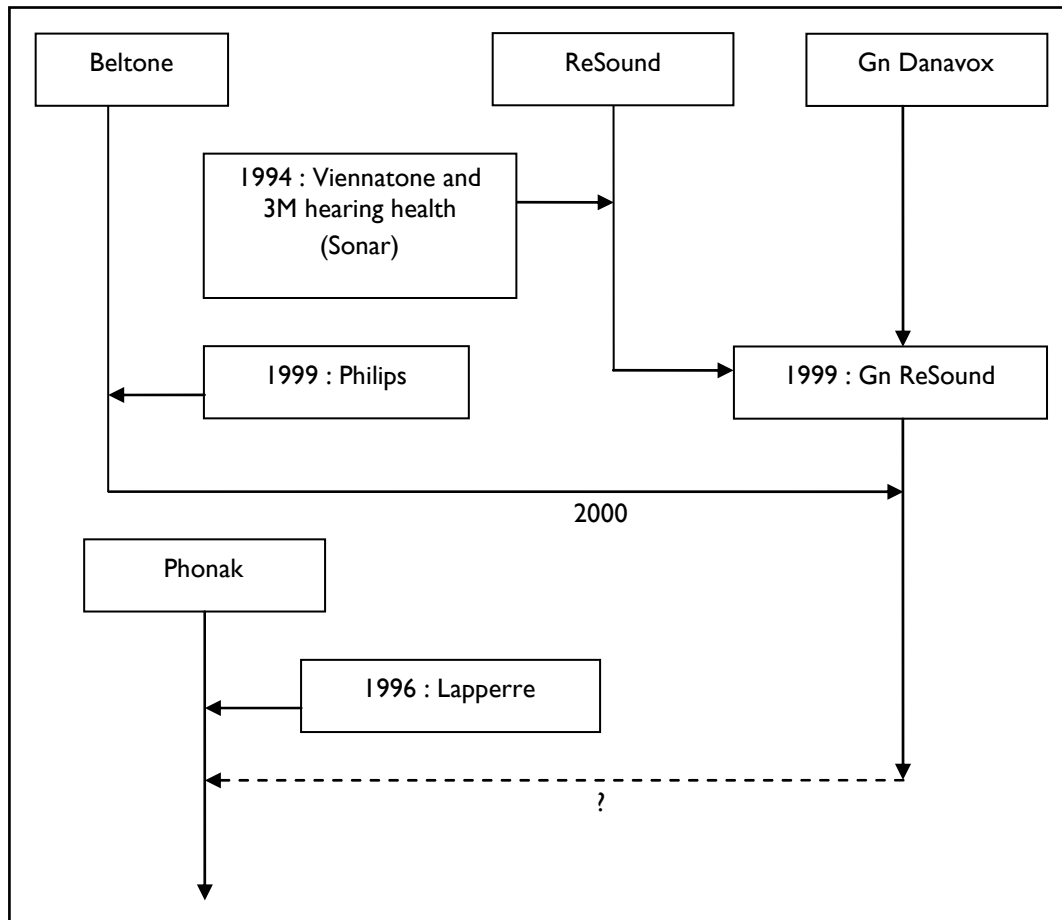 Beltone
ReSound
Gn Danavox
1994 : Viennatone and
3M hearing health
(Sonar)
1999 : Philips
1999 : Gn ReSound
2000
Phonak
1996 : Lapperre
?